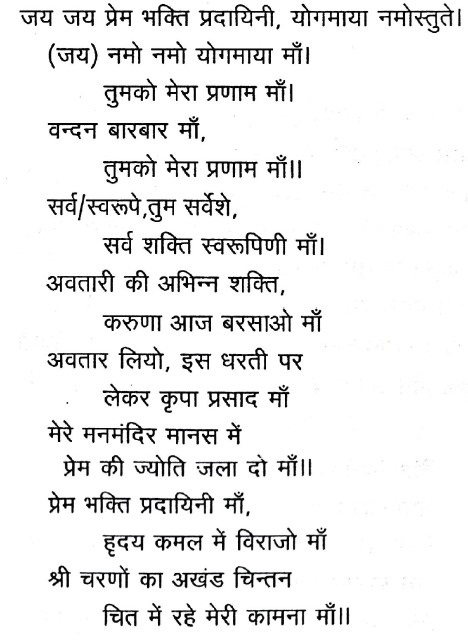 जय जय प्रेम भक्ति प्रदायिनी, योगमाया नमोस्तुते।
(जय) नमो नमो योगमाया माँ।
तुमको मेरा प्रणाम माँ।
वन्दन बारबार माँ,
तुमको मेरा प्रणाम माँ।।
सर्व/स्वरूपे,तुम सर्वेशे,
सर्व शक्ति स्वरूपिणी माँ।
अवतारी की अभिन्न शक्ति,
करुणा आज बरसाओ माँ
अवतार लियो, इस धरती पर
लेकर कृपा प्रसाद माँ
मेरे मनमंदिर मानस में
प्रेम की ज्योति जला दो माँ।।
प्रेम भक्ति प्रदायिनी माँ,
हृदय कमल में विराजो माँ
श्री चरणों का अखंड चिन्तन
चित में रहे मेरी कामना माँ।।